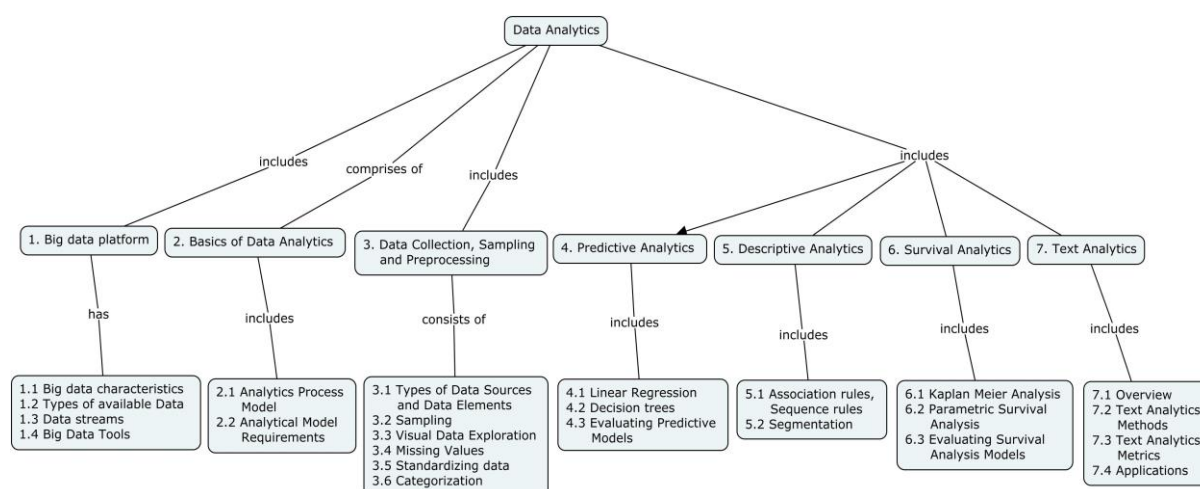 Data Analytics
includes
comprises of
includes
includes
1. Big data platform
2. Basics of Data Analytics
3. Data Collection, Sampling
and Preprocessing
4. Predictive Analytics
5. Descriptive Analytics
6. Survival Analytics
7. Text Analytics
has
includes
consists of
includes
includes
includes
includes
1.1 Big data characteristics
1.2 Types of available Data
1.3 Data streams
1.4 Big Data Tools
2.1 Analytics Process
Model
2.2 Analytical Model
Requirements
3.1 Types of Data Sources
and Data Elements
3.2 Sampling
3.3 Visual Data Exploration
3.4 Missing Values
3.5 Standardizing data
3.6 Categorization
4.1 Linear Regression
4.2 Decision trees
4.3 Evaluating Predictive
Models
5.1 Association rules,
Sequence rules
5.2 Segmentation
6.1 Kaplan Meier Analysis
6.2 Parametric Survival
Analysis
6.3 Evaluating Survival
Analysis Models
7.1 Overview
7.2 Text Analytics
Methods
7.3 Text Analytics
Metrics
7.4 Applications